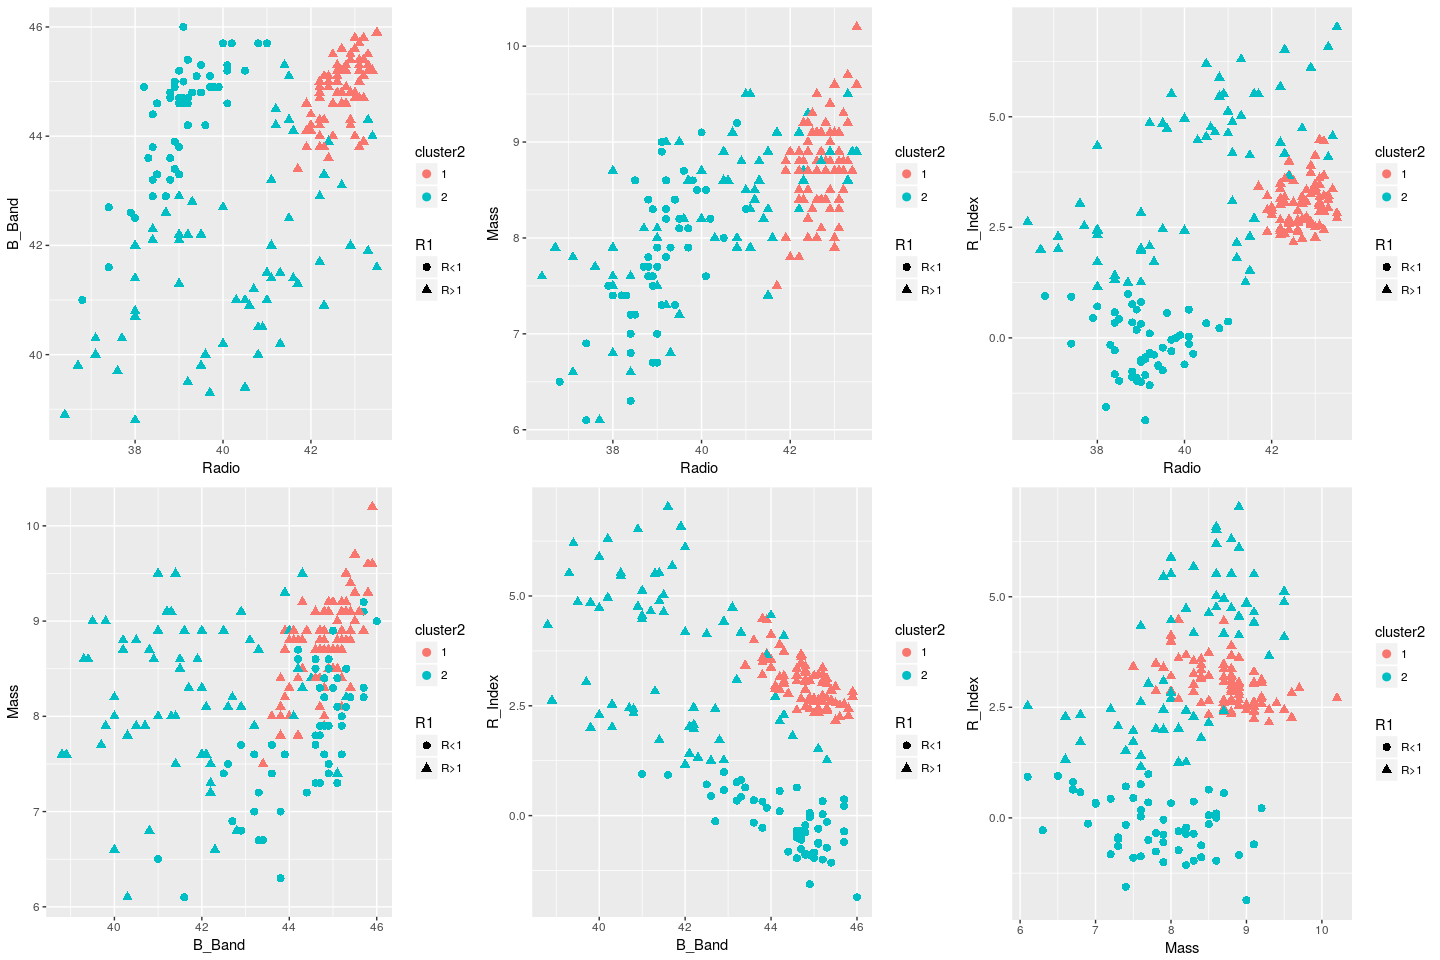 46
44
42
40
B_Band
38 40 42
Radio
cluster2
1
2
R1
R<1
R>1
10
9
8
7
6
Mass
38 40 42
Radio
cluster2
1
2
R1
R<1
R>1
5.0
2.5
0.0
R_Index
38 40 42
Radio
cluster2
1
2
R1
R<1
R>1
10
9
8
7
6
Mass
40 42 44 46
B_Band
cluster2
1
2
R1
R<1
R>1
5.0
2.5
0.0
R_Index
40 42 44 46
B_Band
cluster2
1
2
R1
R<1
R>1
5.0
2.5
0.0
R_Index
6 7 8 9 10
Mass
cluster2
1
2
R1
R<1
R>1